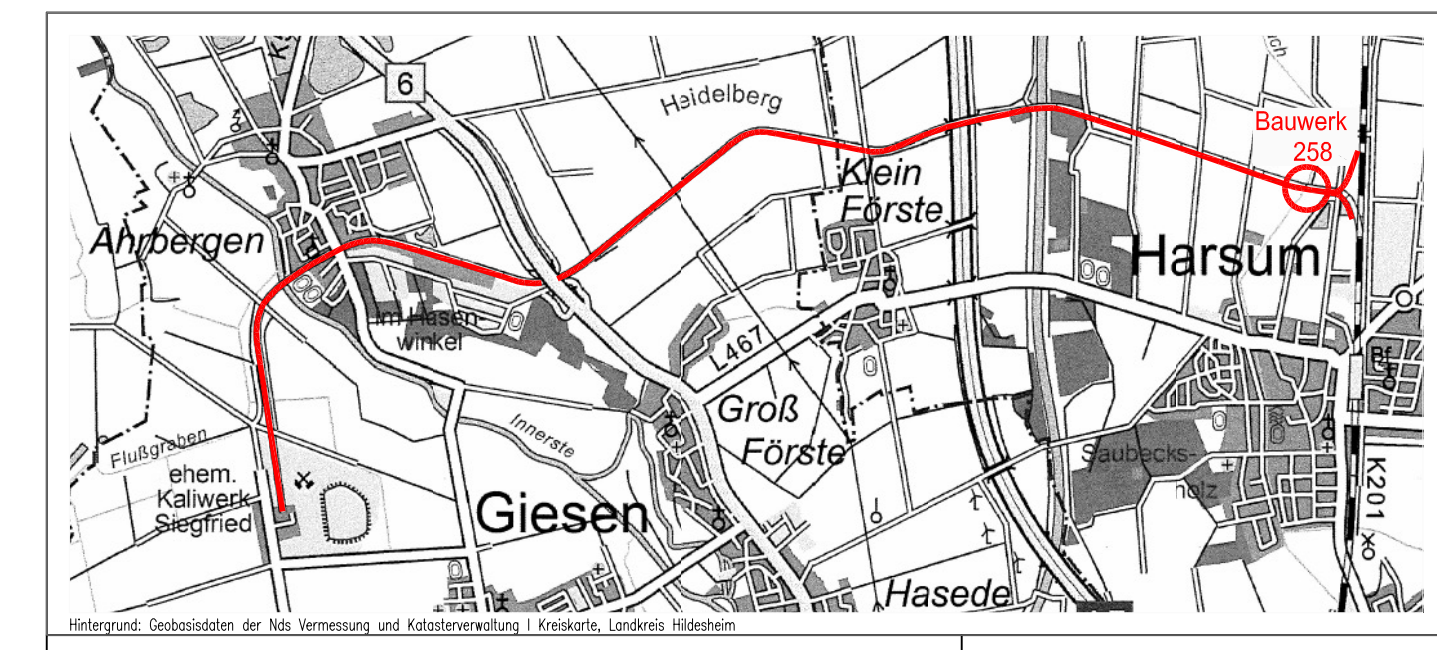 6
Heidelberg
Bauwerk
258
Klein
Förste
Ahrbergen
Harsum
Im Hasen-
winkel
L467
Bf
Groß
Förste
Innerste
Flußgraben
Saubecks-
holz
ehem.
Kaliwerk
Siegfried
Giesen
K201
Hasede
Hintergrund: Geobasisdaten der Nds Vermessung und Katasterverwaltung | Kreiskarte, Landkreis Hildesheim